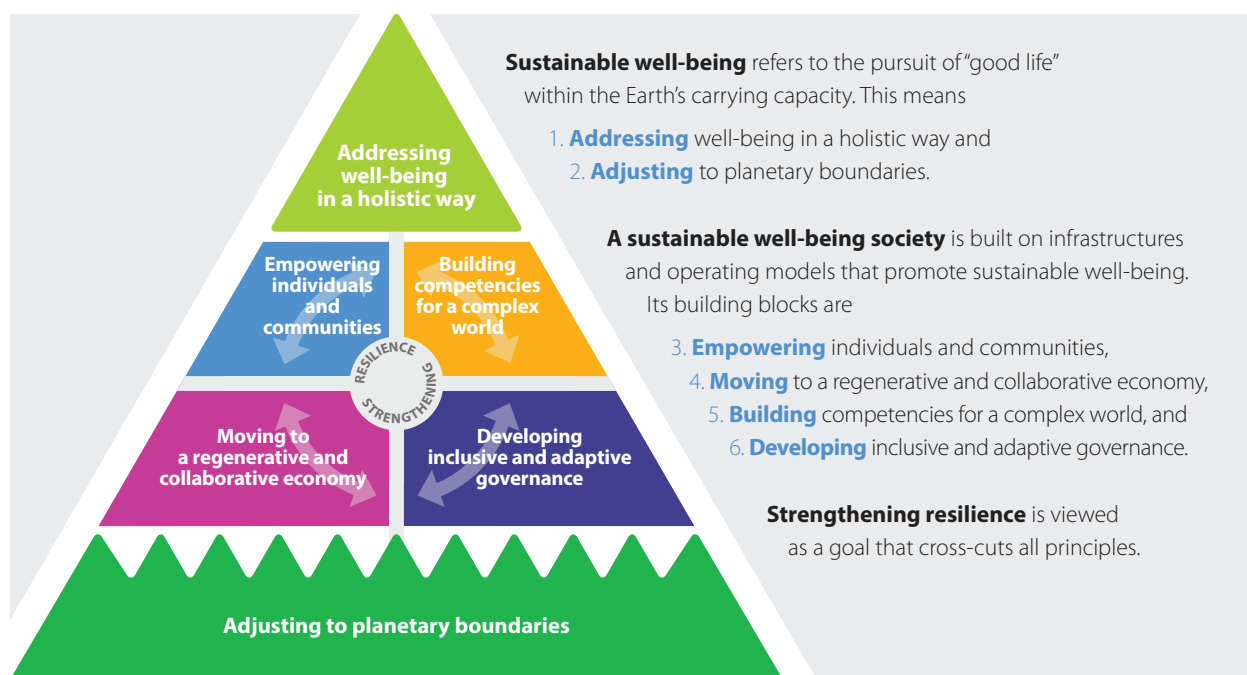 Addressing
well-being
in a holistic way
Empowering
individuals
and
communities
Building
competencies
for a complex
world
RESILIENCE
STRENGTHENING
Moving to
a regenerative and
collaborative economy
Developing
inclusive and adaptive
governance
Adjusting to planetary boundaries
Sustainable well-being refers to the pursuit of “good life”
within the Earth’s carrying capacity. This means
1. Addressing well-being in a holistic way and
2. Adjusting to planetary boundaries.
A sustainable well-being society is built on infrastructures
and operating models that promote sustainable well-being.
Its building blocks are
3. Empowering individuals and communities,
4. Moving to a regenerative and collaborative economy,
5. Building competencies for a complex world, and
6. Developing inclusive and adaptive governance.
Strengthening resilience is viewed
as a goal that cross-cuts all principles.